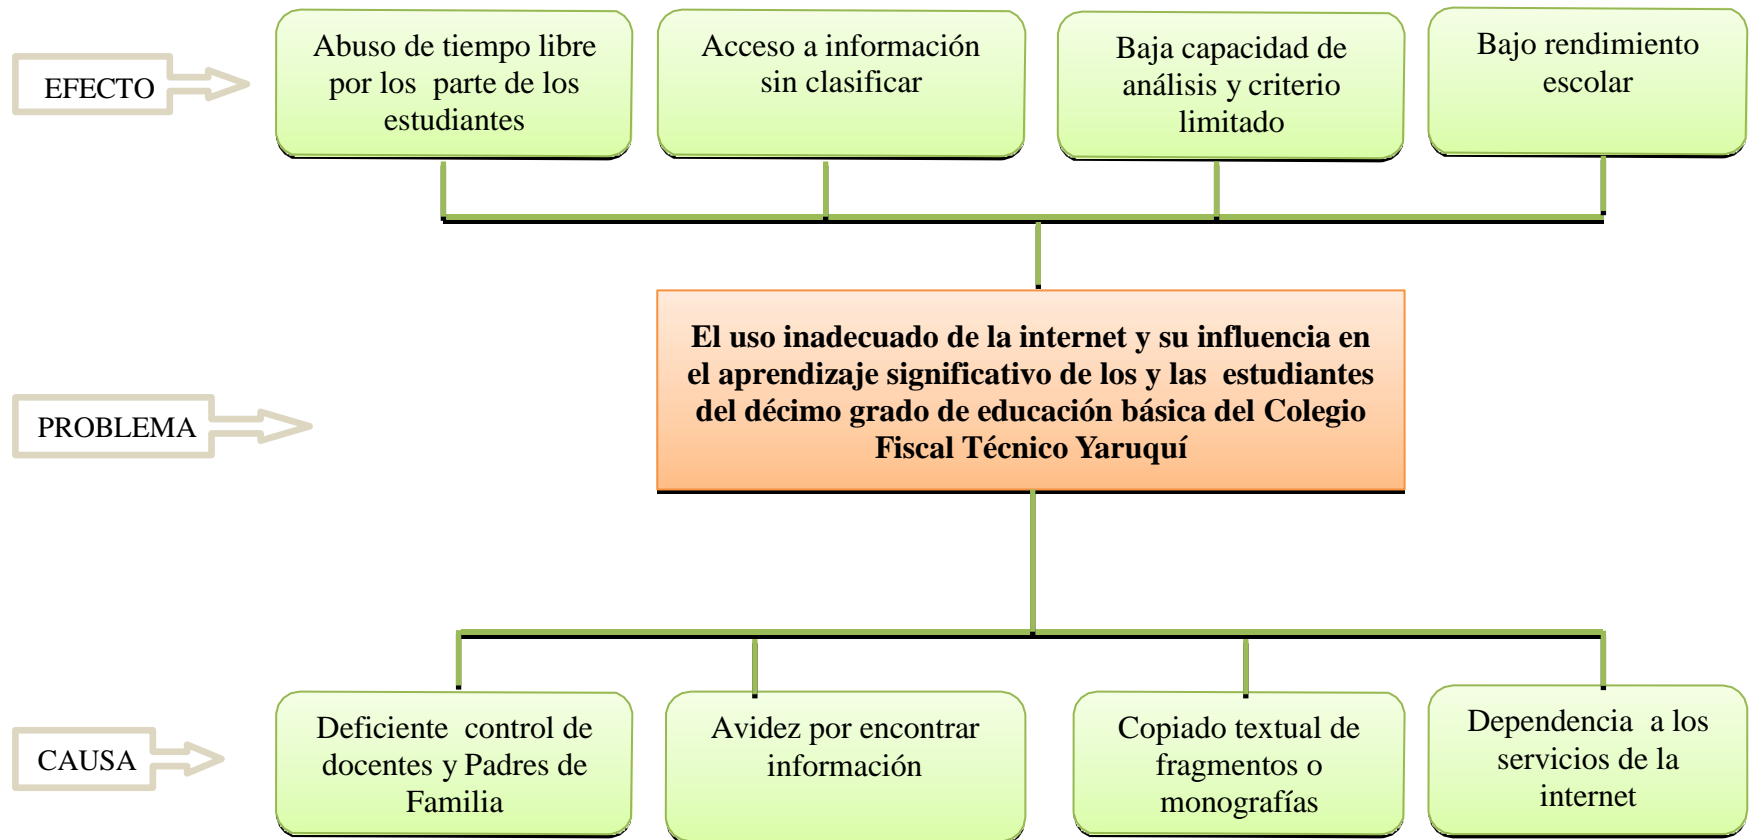 EFECTO
Abuso de tiempo libre
por los  parte de los
estudiantes
Acceso a información
sin clasificar
Baja capacidad de
análisis y criterio
limitado
Bajo rendimiento
escolar
PROBLEMA
El uso inadecuado de la internet y su influencia en
el aprendizaje significativo de los y las  estudiantes
del décimo grado de educación básica del Colegio
Fiscal Técnico Yaruquí
CAUSA
Deficiente  control de
docentes y Padres de
Familia
Avidez por encontrar
información
Copiado textual de
fragmentos o
monografías
Dependencia  a los
servicios de la
internet